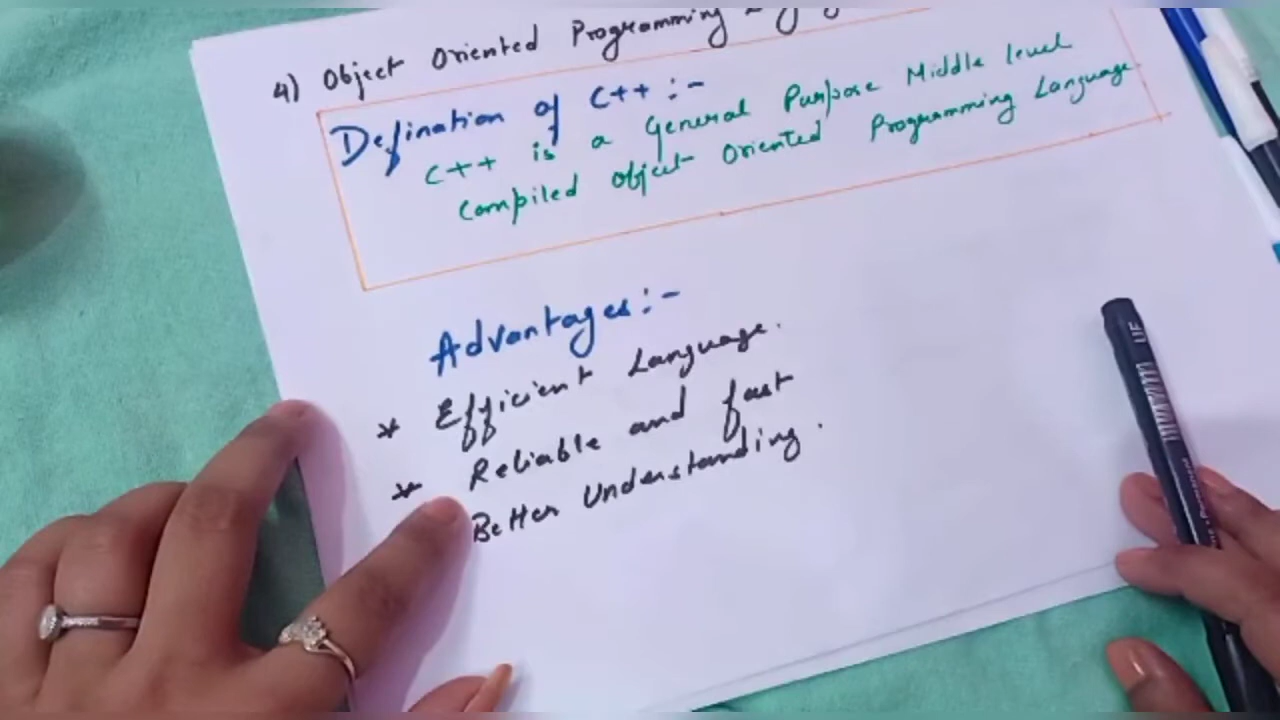 4) Object Oriented Programming
Defination of C++ :-
C++ is a General Purpose Middle level
Compiled Object Oriented Programming Language.
Advantages:-
* Efficient Language.
* Reliable and fast
Better Understanding.